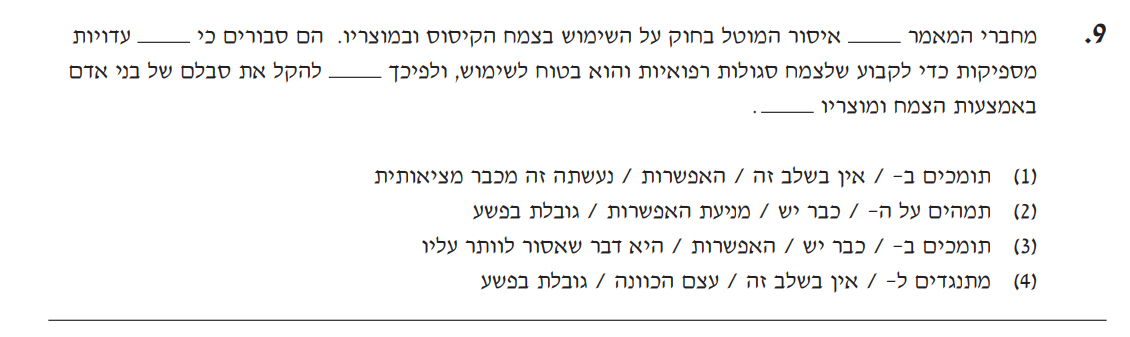 9. מחברי המאמר _____ איסור המוטל בחוק על השימוש בצמח הקיסוס ובמוצריו. הם סבורים כי _____ עדויות
מספיקות כדי לקבוע שלצמח סגולות רפואיות והוא בטוח לשימוש, ולפיכך _____ להקל את סבלם של בני אדם
באמצעות הצמח ומוצריו _____.
(1) תומכים ב- / אין בשלב זה / האפשרות / נעשתה זה מכבר מציאותית
(2) תמהים על ה- / כבר יש / מניעת האפשרות / גובלת בפשע
(3) תומכים ב- / כבר יש / האפשרות / היא דבר שאסור לוותר עליו
(4) מתנגדים ל- / אין בשלב זה / עצם הכוונה / גובלת בפשע